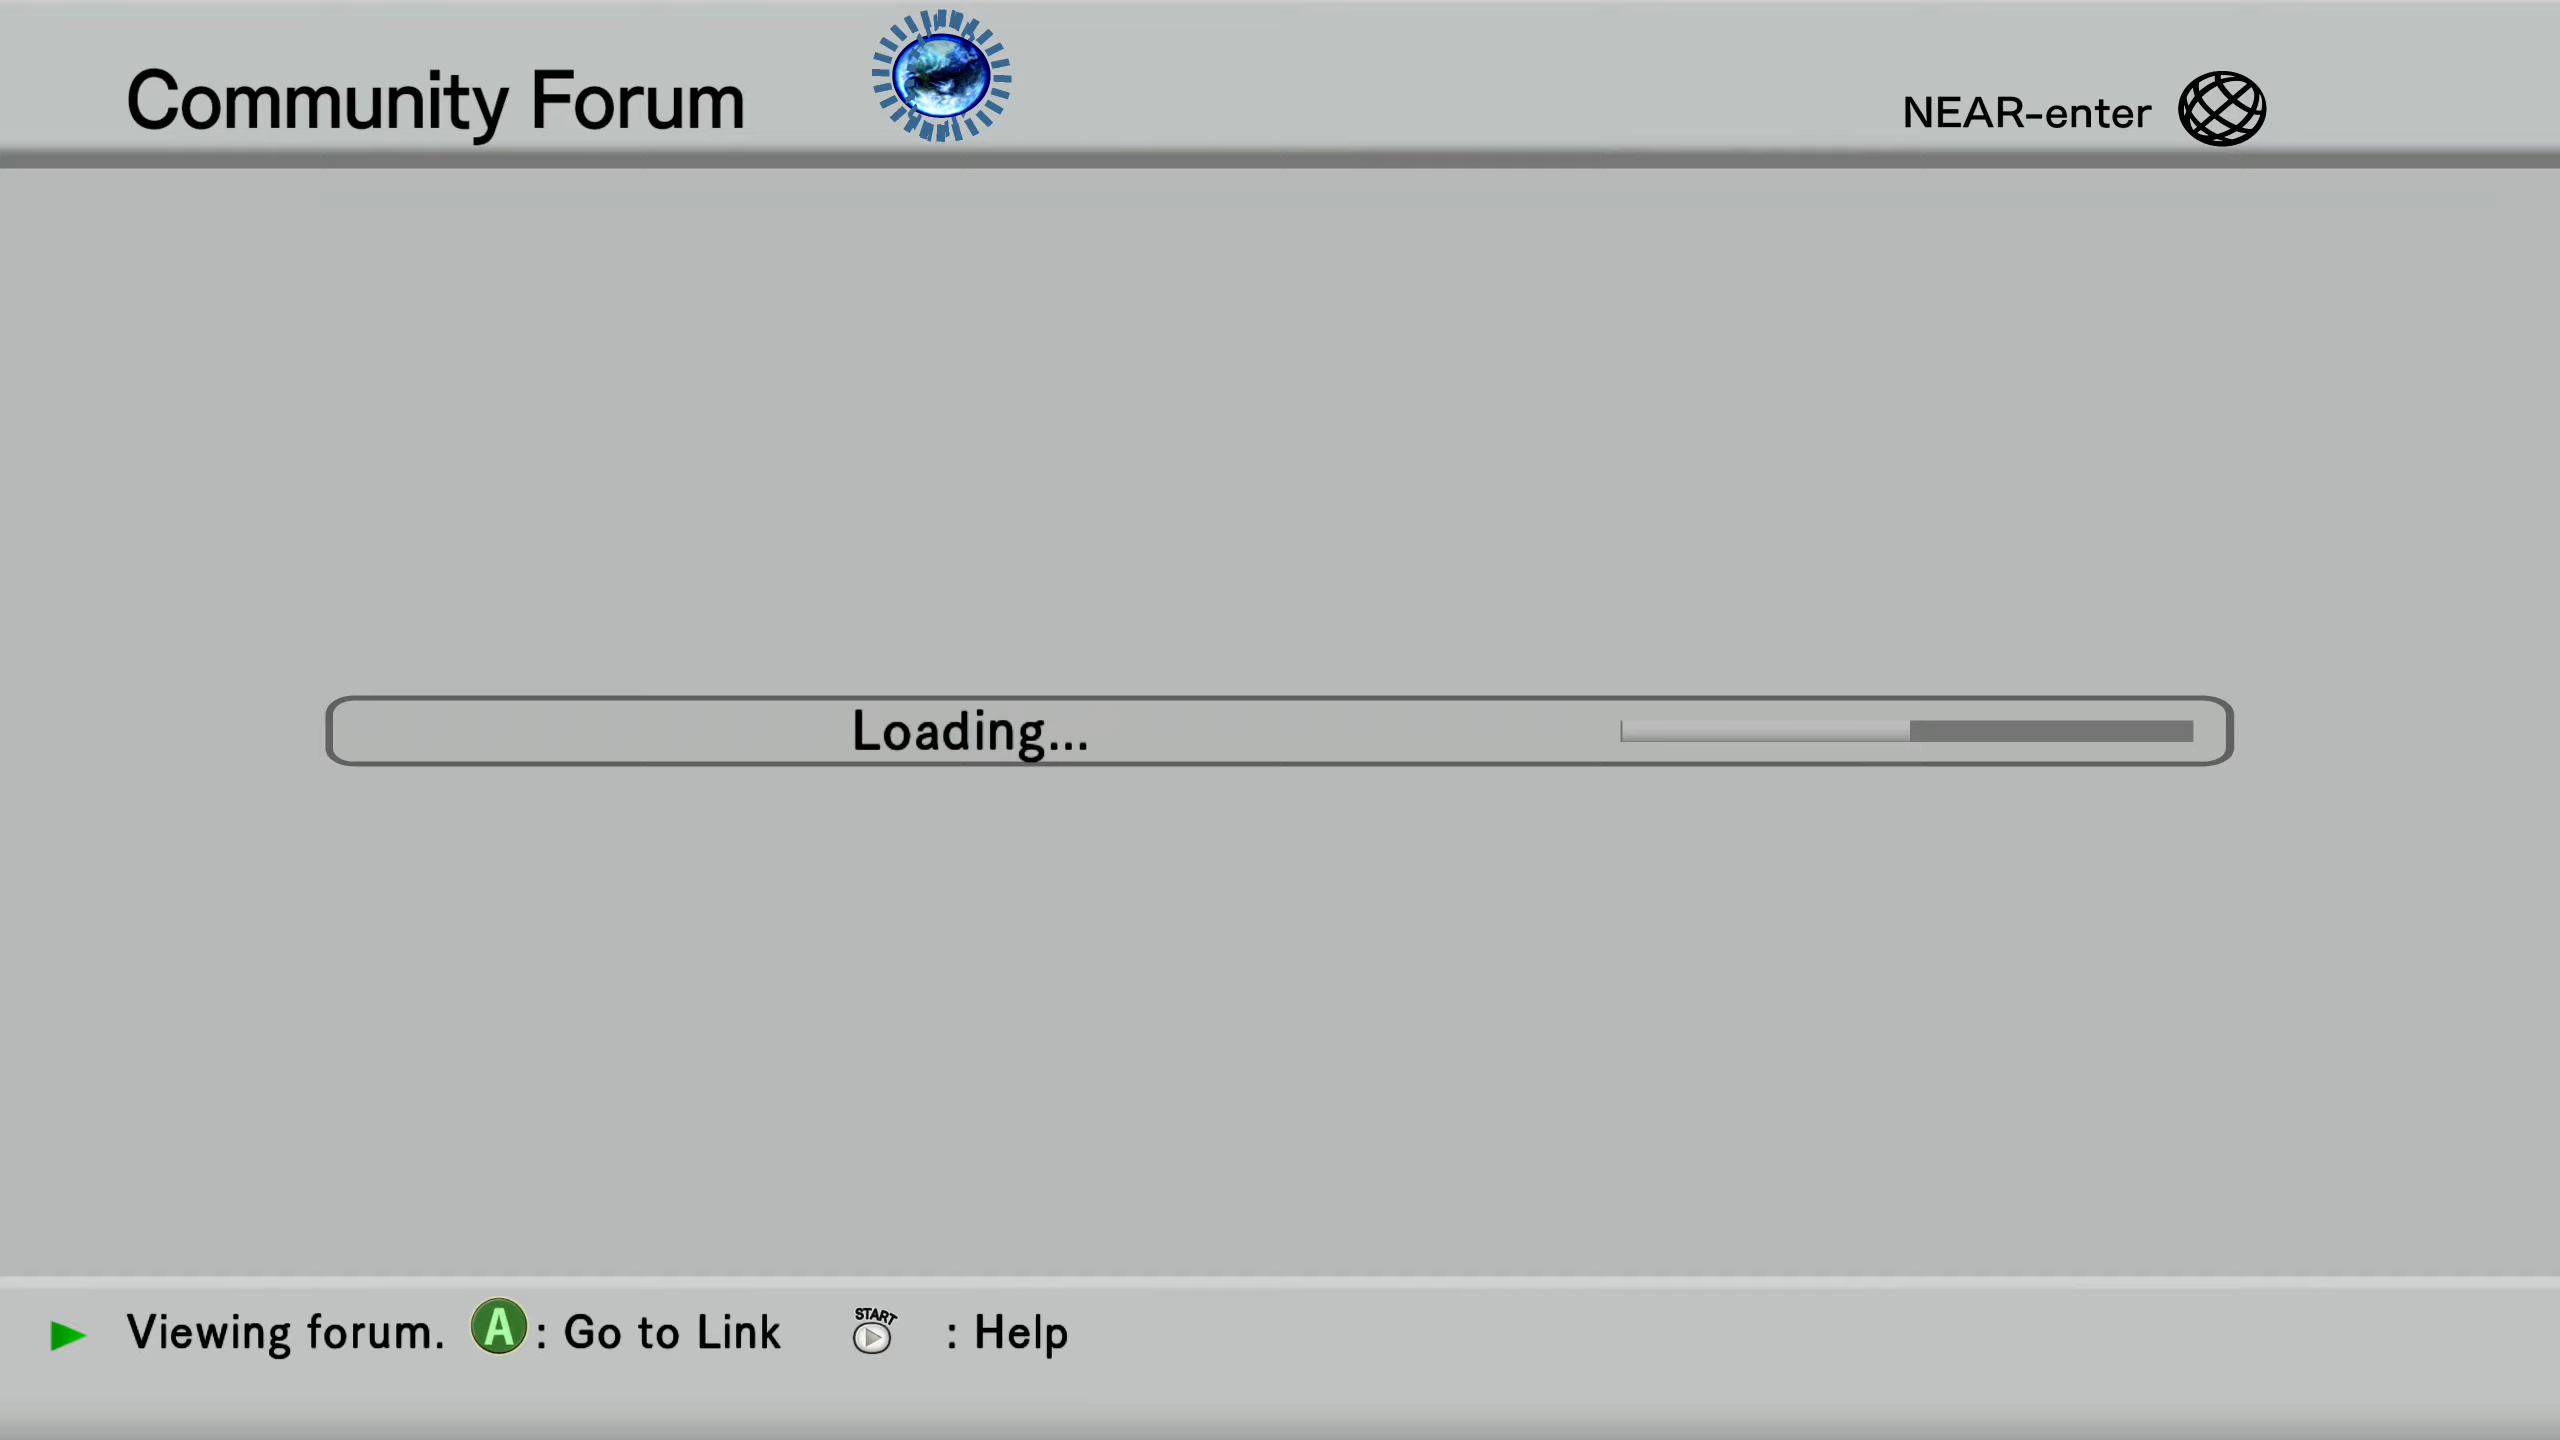 Community Forum
NEAR-enter
Loading...
Viewing forum. A : Go to Link START : Help